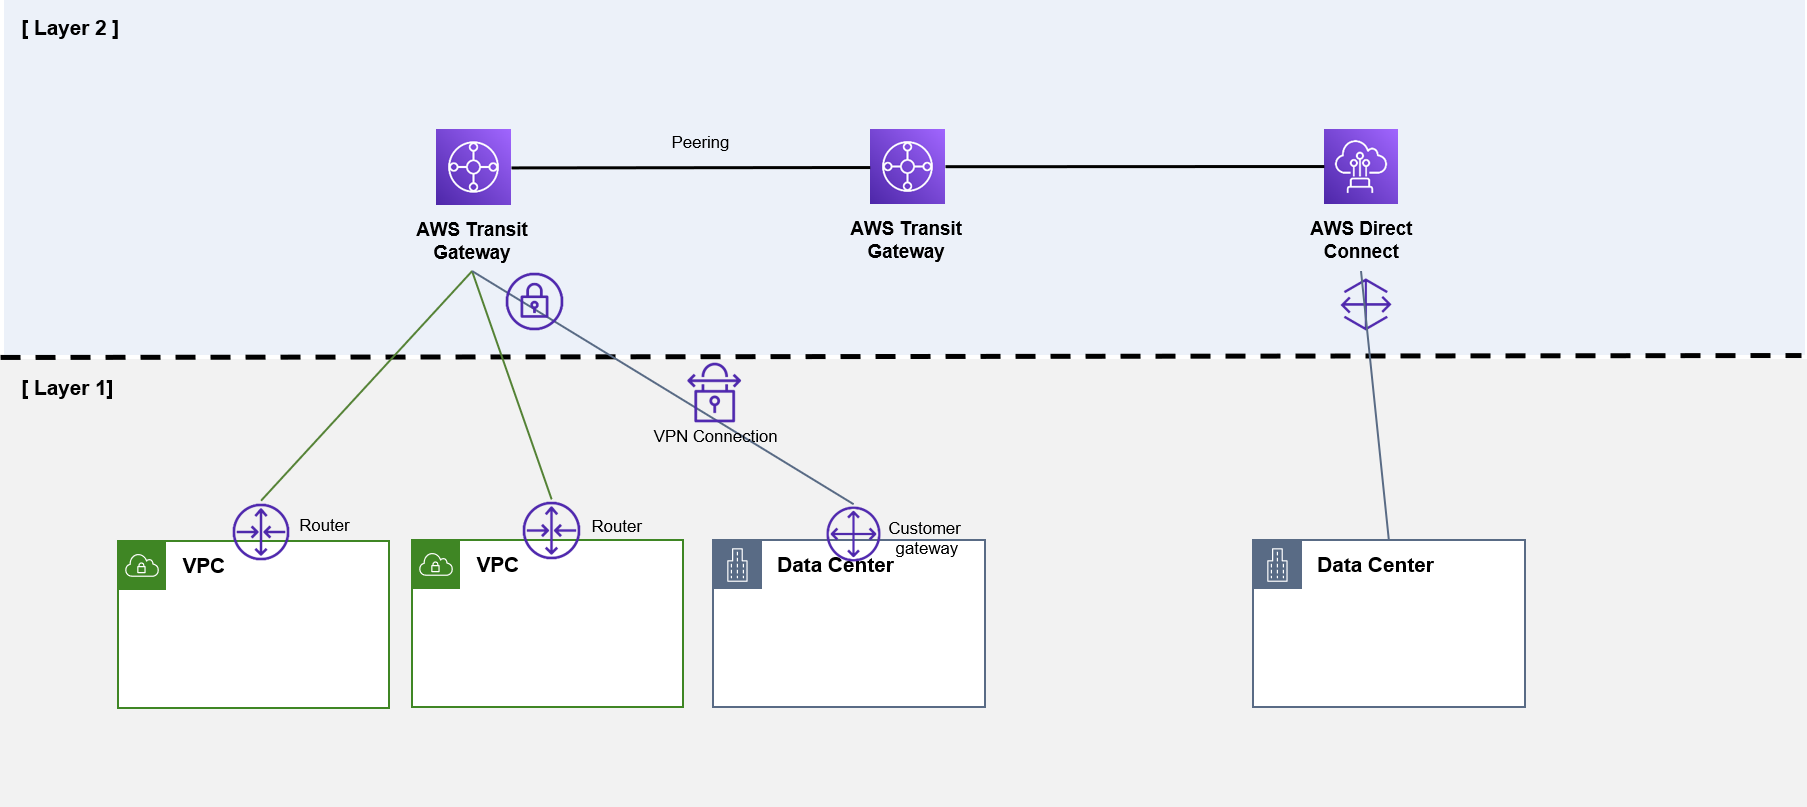 [ Layer 2 ]
Peering
AWS Transit
Gateway
AWS Transit
Gateway
AWS Direct
Connect
[ Layer 1]
VPN Connection
Router
Router
Customer
gateway
VPC
VPC
Data Center
Data Center